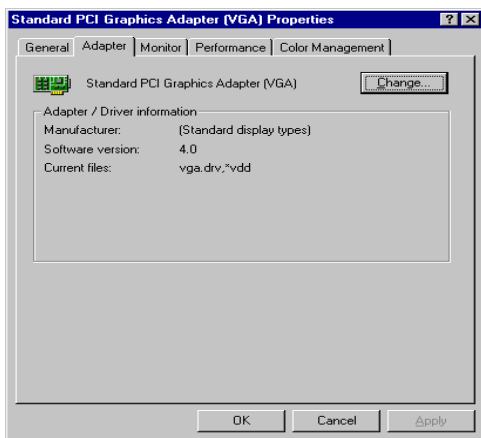 Standard PCI Graphics Adapter (VGA) Properties
General Adapter Monitor Performance Color Management
Standard PCI Graphics Adapter (VGA) Change...
Adapter / Driver information
Manufacturer: (Standard display types)
Software version: 4.0
Current files: vga.drv,*vdd
OK Cancel Apply